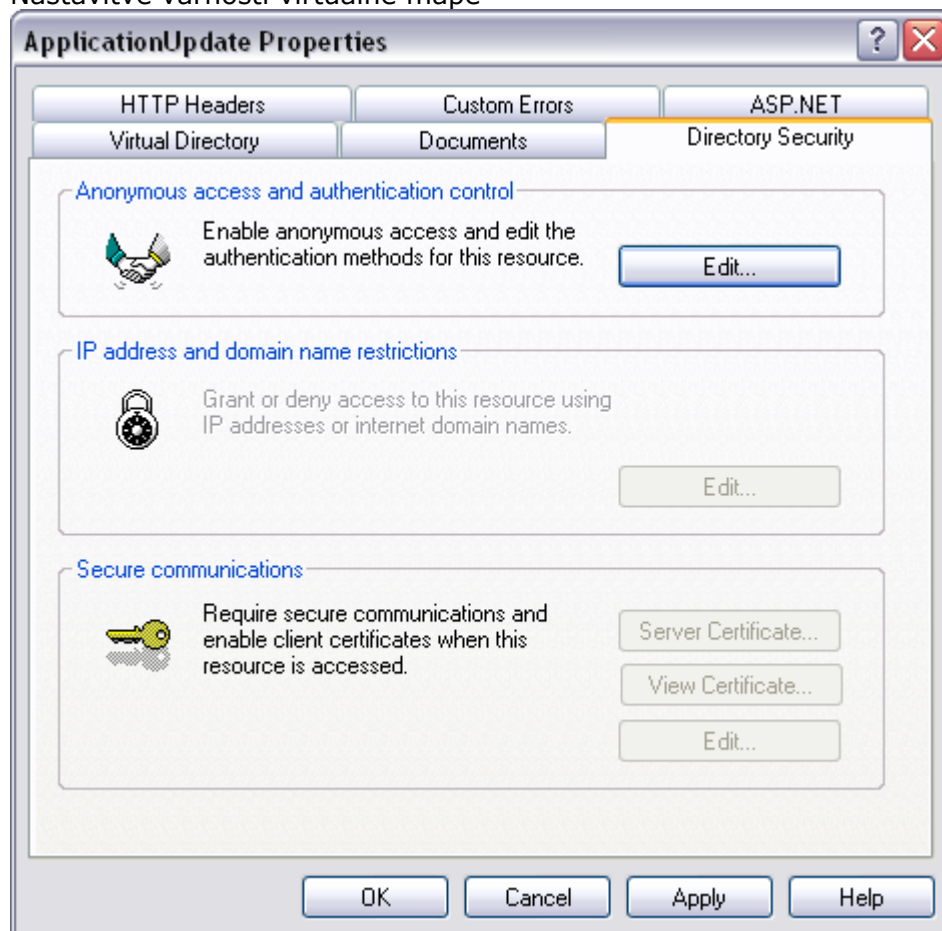 Nastavitve varnosti virtualne mape
ApplicationUpdate Properties
HTTP Headers
Custom Errors
ASP.NET
Virtual Directory
Documents
Directory Security
Anonymous access and authentication control
Enable anonymous access and edit the
authentication methods for this resource.
Edit...
IP address and domain name restrictions
Grant or deny access to this resource using
IP addresses or internet domain names.
Edit...
Secure communications
Require secure communications and
enable client certificates when this
resource is accessed.
Server Certificate...
View Certificate...
Edit...
OK
Cancel
Apply
Help